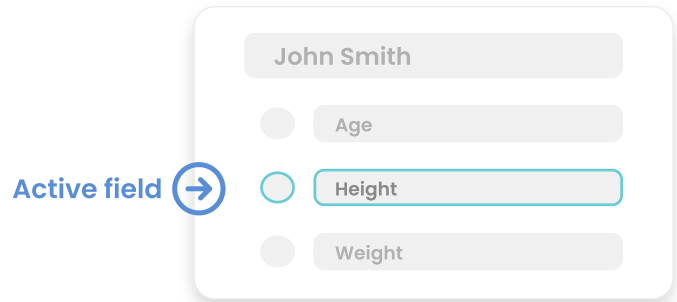 John Smith
Age
Active field
Height
Weight